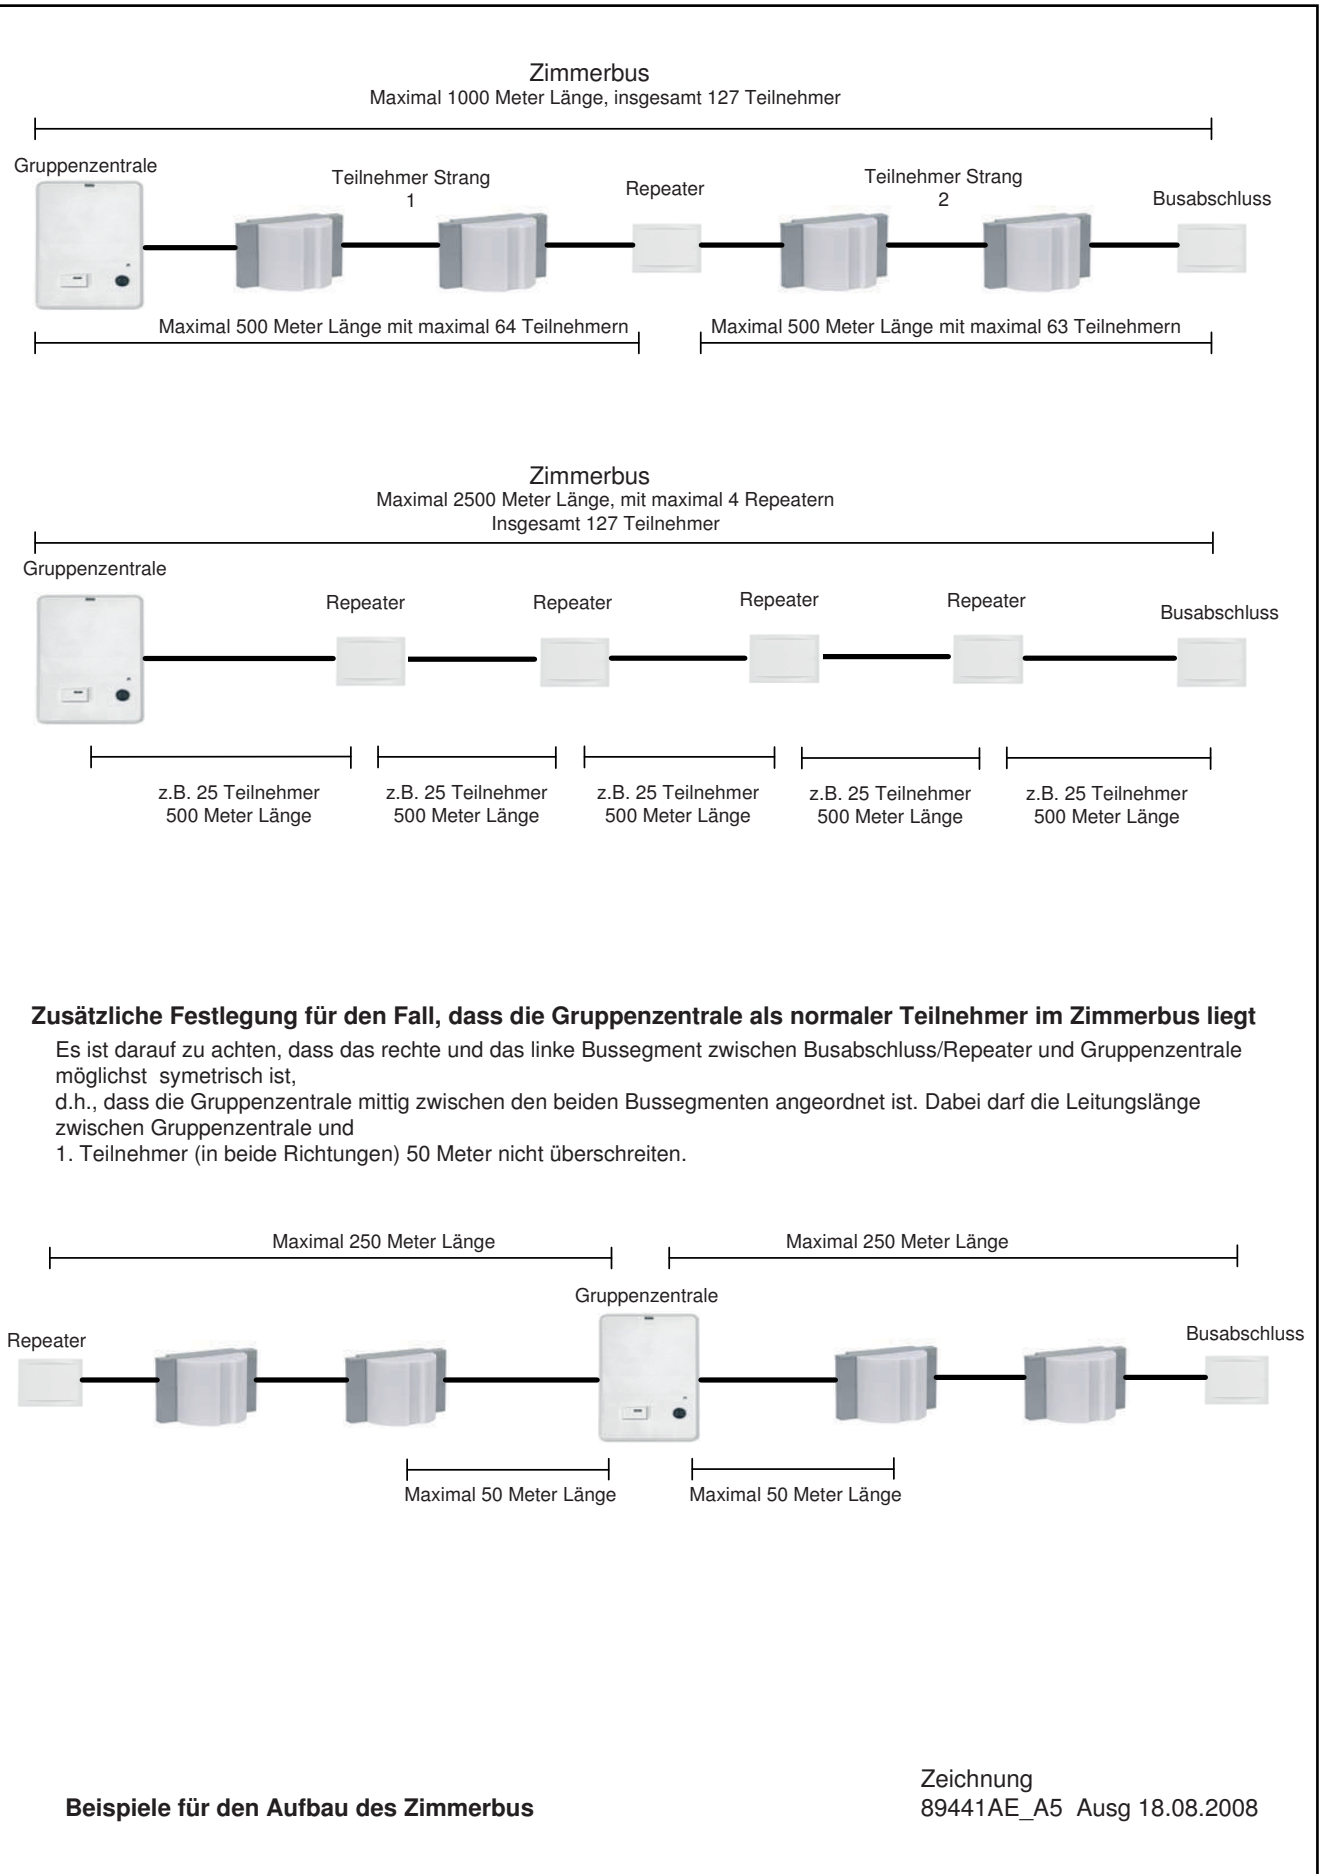 Zimmerbus
Maximal 1000 Meter Länge, insgesamt 127 Teilnehmer
Gruppenzentrale
Teilnehmer Strang
1
Repeater
Teilnehmer Strang
2
Busabschluss
Maximal 500 Meter Länge mit maximal 64 Teilnehmern
Maximal 500 Meter Länge mit maximal 63 Teilnehmern
Zimmerbus
Maximal 2500 Meter Länge, mit maximal 4 Repeatern
Insgesamt 127 Teilnehmer
Gruppenzentrale
Repeater
Repeater
Repeater
Repeater
Busabschluss
z.B. 25 Teilnehmer
500 Meter Länge
z.B. 25 Teilnehmer
500 Meter Länge
z.B. 25 Teilnehmer
500 Meter Länge
z.B. 25 Teilnehmer
500 Meter Länge
z.B. 25 Teilnehmer
500 Meter Länge
Zusätzliche Festlegung für den Fall, dass die Gruppenzentrale als normaler Teilnehmer im Zimmerbus liegt
Es ist darauf zu achten, dass das rechte und das linke Bussegment zwischen Busabschluss/Repeater und Gruppenzentrale
möglichst symetrisch ist,
d.h., dass die Gruppenzentrale mittig zwischen den beiden Bussegmenten angeordnet ist. Dabei darf die Leitungslänge
zwischen Gruppenzentrale und
1. Teilnehmer (in beide Richtungen) 50 Meter nicht überschreiten.
Maximal 250 Meter Länge
Maximal 250 Meter Länge
Gruppenzentrale
Repeater
Busabschluss
Maximal 50 Meter Länge
Maximal 50 Meter Länge
Beispiele für den Aufbau des Zimmerbus
Zeichnung
89441AE_A5 Ausg 18.08.2008